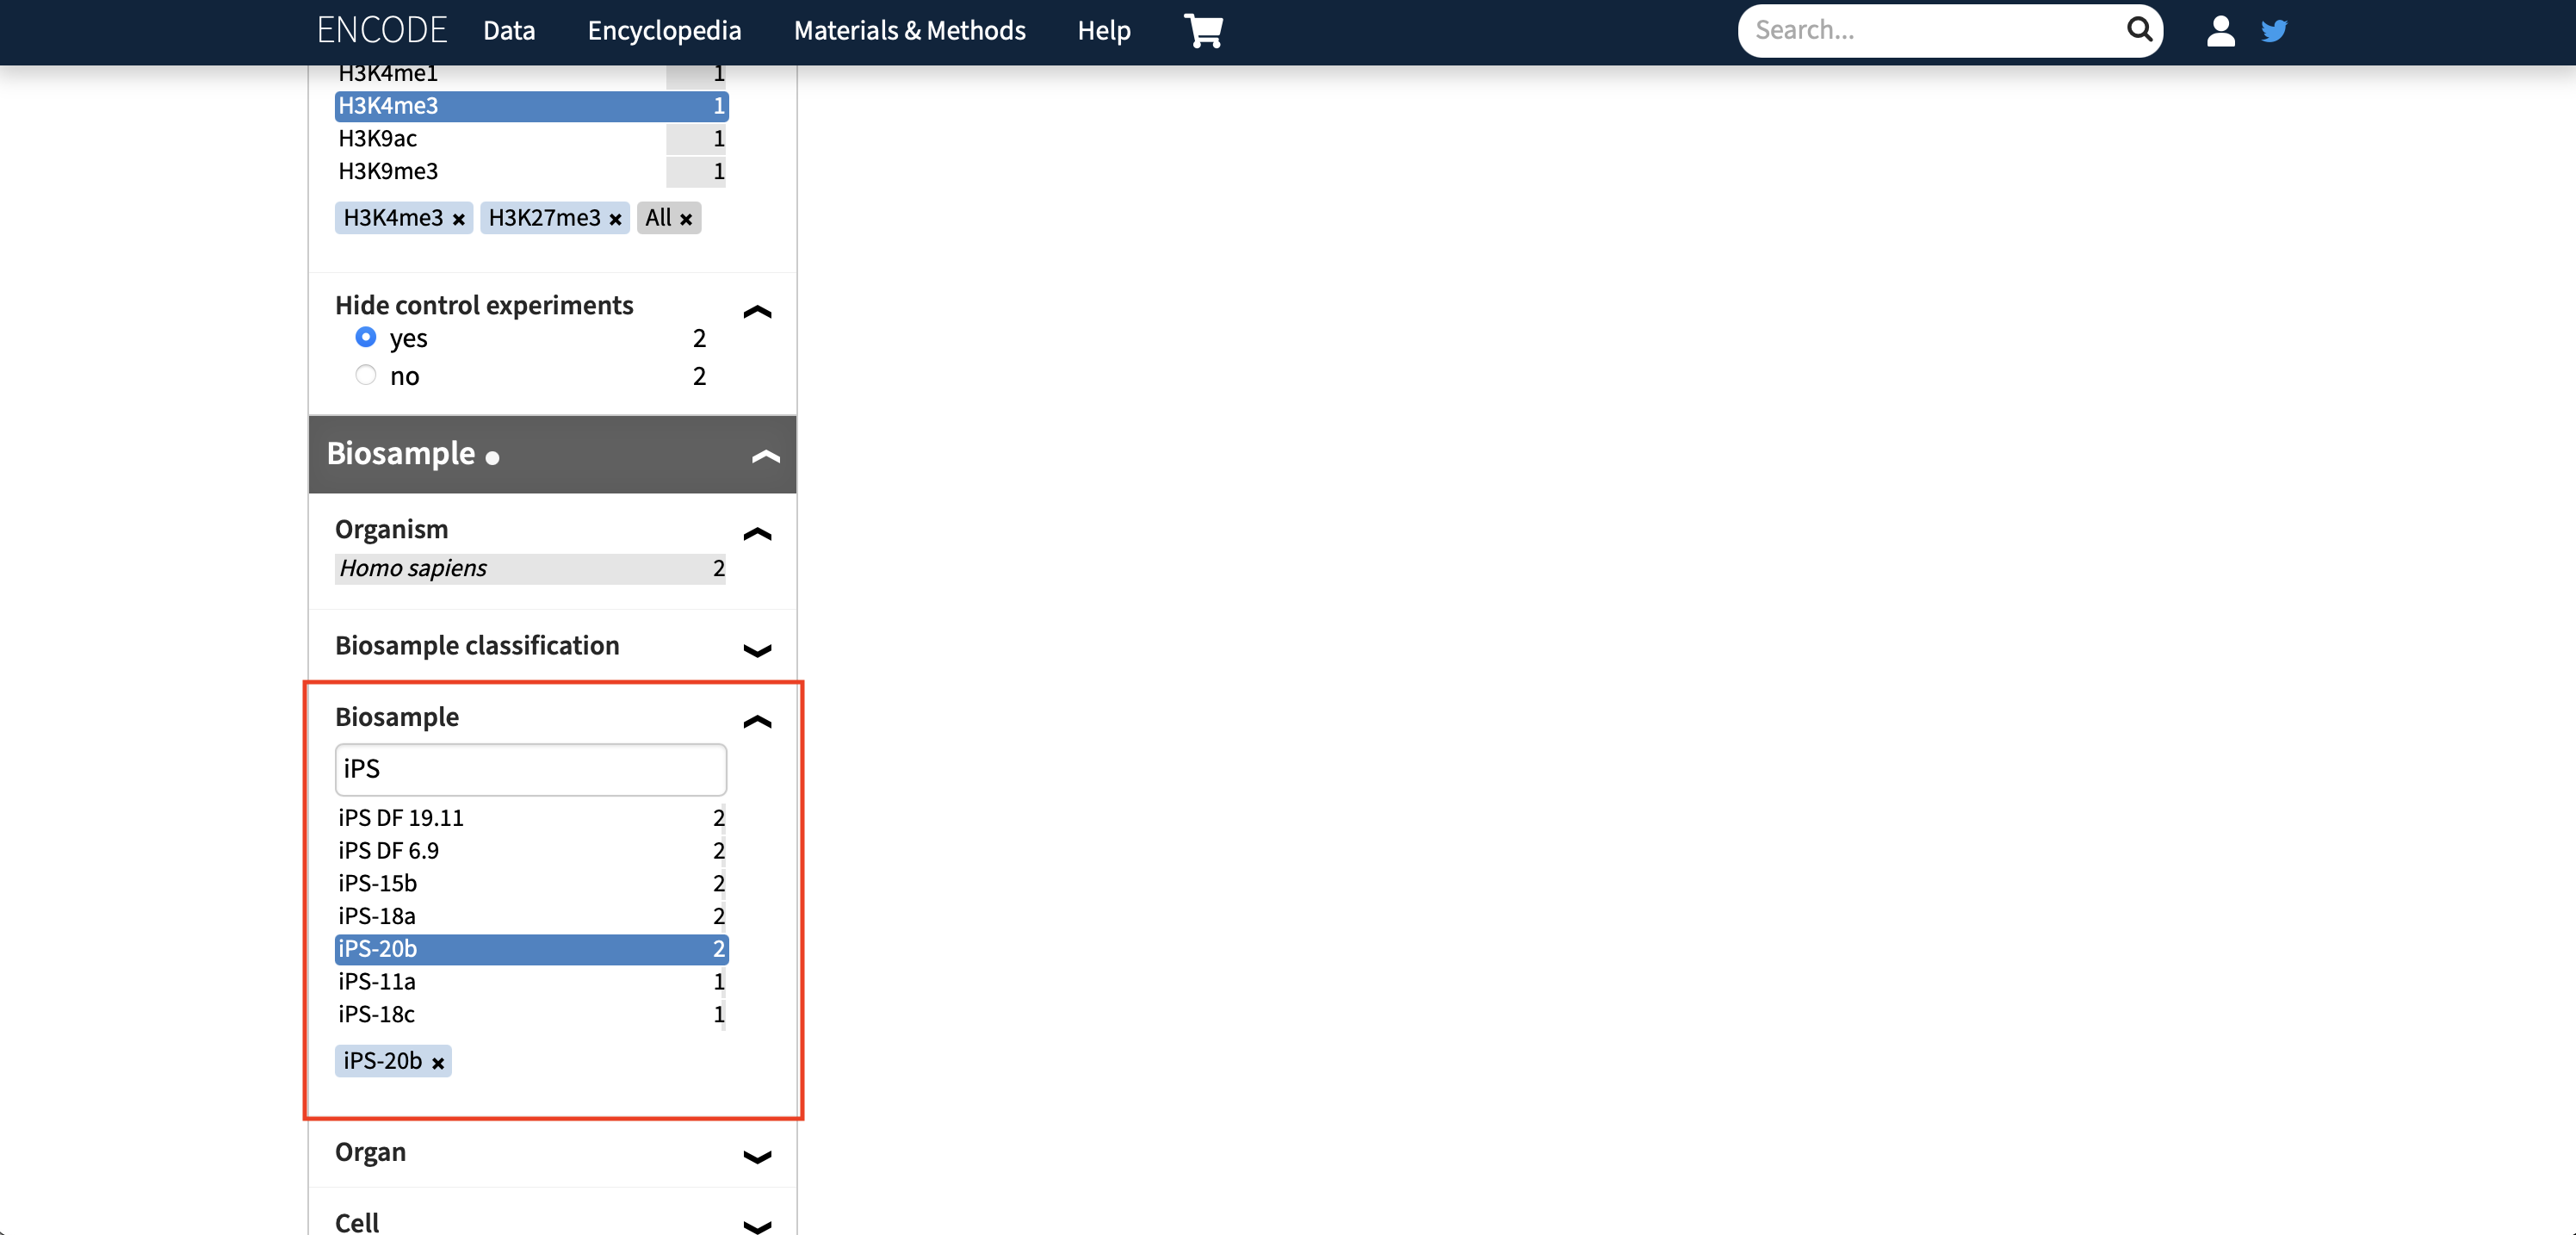 ENCODE Data Encyclopedia Materials & Methods Help Search...
H3K4me1 1
H3K4me3 1
H3K9ac 1
H3K9me3 1
H3K4me3 × H3K27me3 × All ×
Hide control experiments
yes 2
no 2
Biosample
Organism
Homo sapiens 2
Biosample classification
Biosample
iPS
iPS DF 19.11 2
iPS DF 6.9 2
iPS-15b 2
iPS-18a 2
iPS-20b 2
iPS-11a 1
iPS-18c 1
iPS-20b ×
Organ
Cell